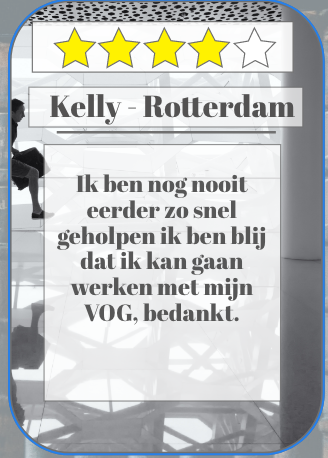 Kelly - Rotterdam
Ik ben nog nooit
eerder zo snel
geholpen ik ben blij
dat ik kan gaan
werken met mijn
VOG, bedankt.